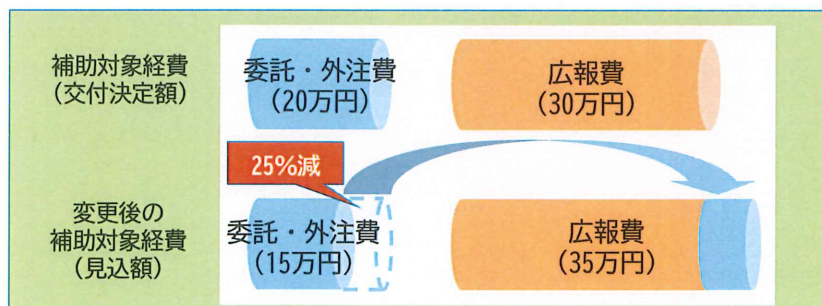 補助対象経費
（交付決定額）
委託・外注費
（20万円）
広報費
（30万円）
25%減
変更後の
補助対象経費
（見込額）
委託・外注費
（15万円）
広報費
（35万円）